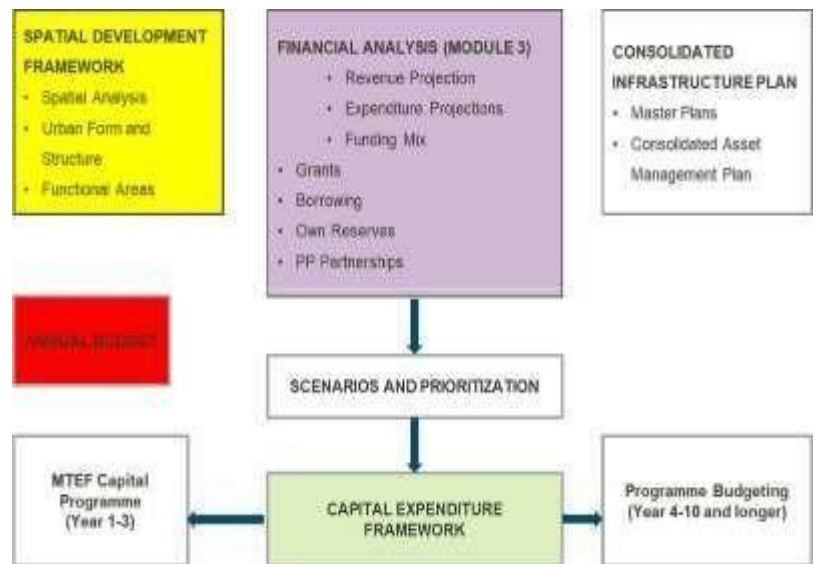 SPATIAL DEVELOPMENT
FRAMEWORK
• Spatial Analysis
• Urban Form and
Structure
• Functional Areas
FINANCIAL ANALYSIS (MODULE 3)
• Revenue Projection
• Expenditure Projections
• Funding Mix
• Grants
• Borrowing
• Own Reserves
• PP Partnerships
CONSOLIDATED
INFRASTRUCTURE PLAN
• Master Plans
• Consolidated Asset
Management Plan
ANNUAL BUDGET
SCENARIOS AND PRIORITIZATION
MTEF Capital
Programme
(Year 1-3)
CAPITAL EXPENDITURE
FRAMEWORK
Programme Budgeting
(Year 4-10 and longer)